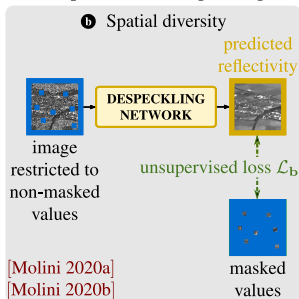 b Spatial diversity
predicted
reflectivity
DESPECKLING
NETWORK
image
restricted to
non-masked
values
unsupervised loss ℒb
[Molini 2020a]
[Molini 2020b]
masked
values